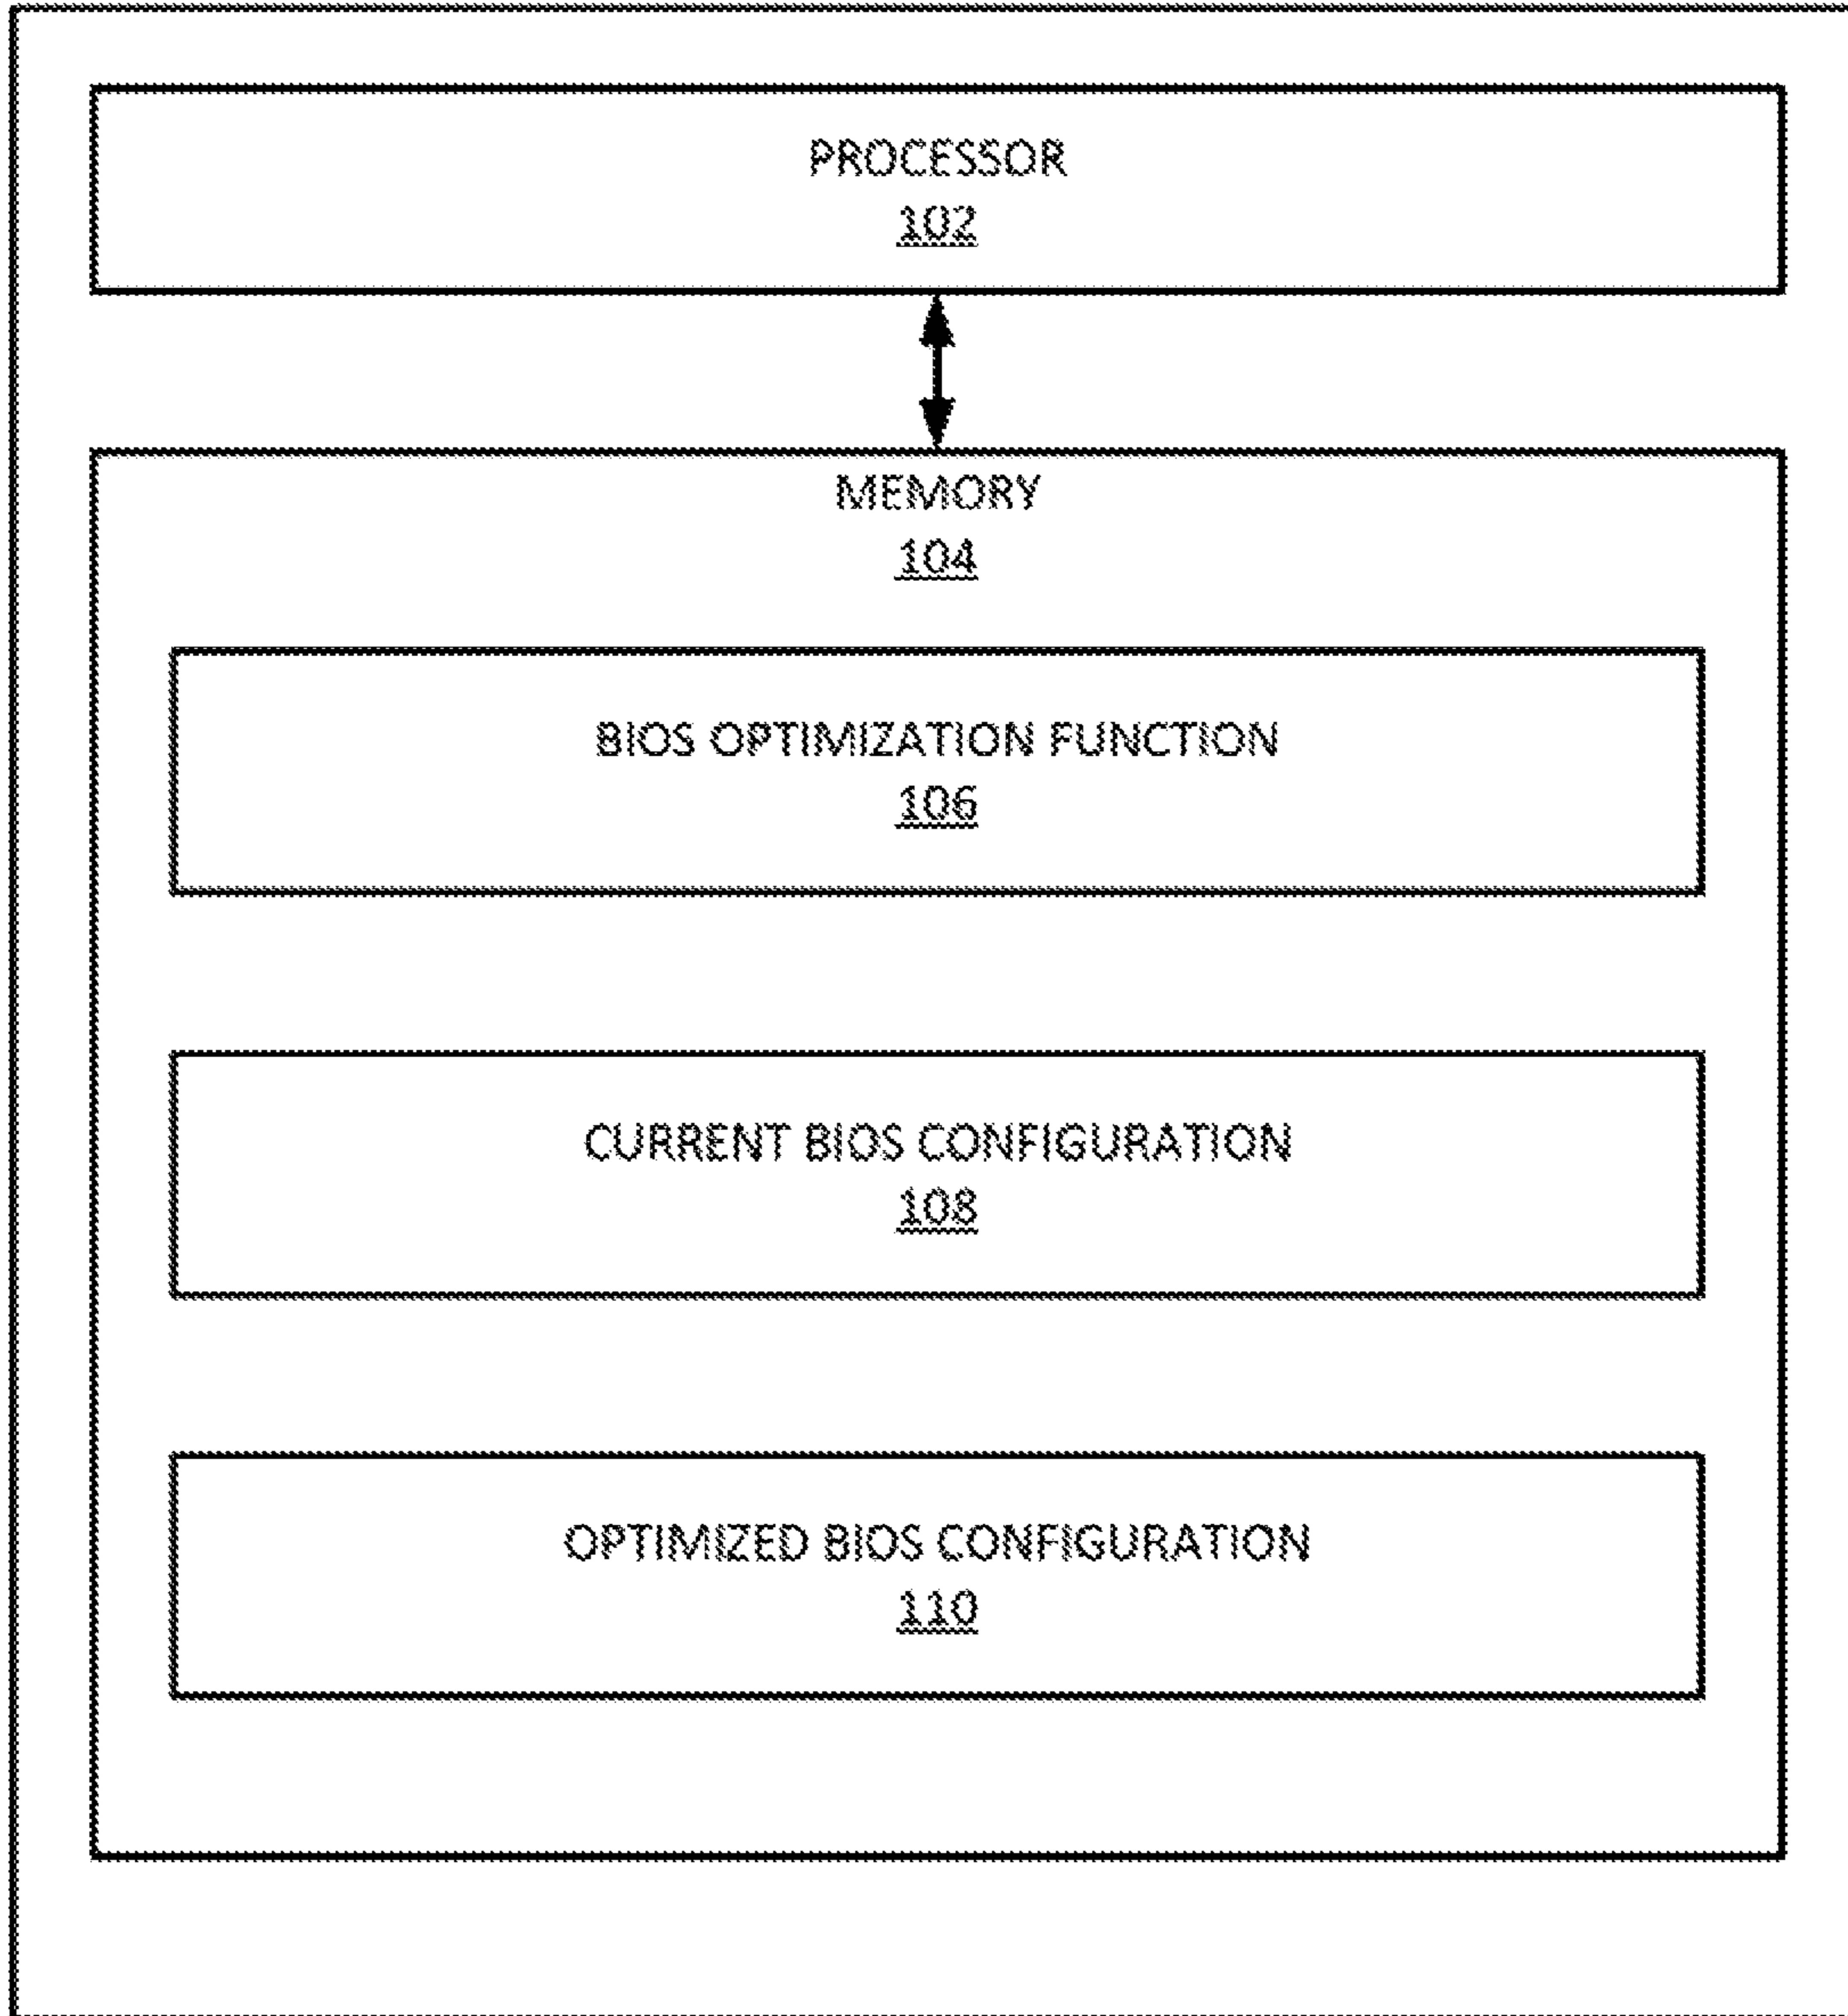 PROCESSOR
102
MEMORY
104
BIOS OPTIMIZATION FUNCTION
106
CURRENT BIOS CONFIGURATION
108
OPTIMIZED BIOS CONFIGURATION
110